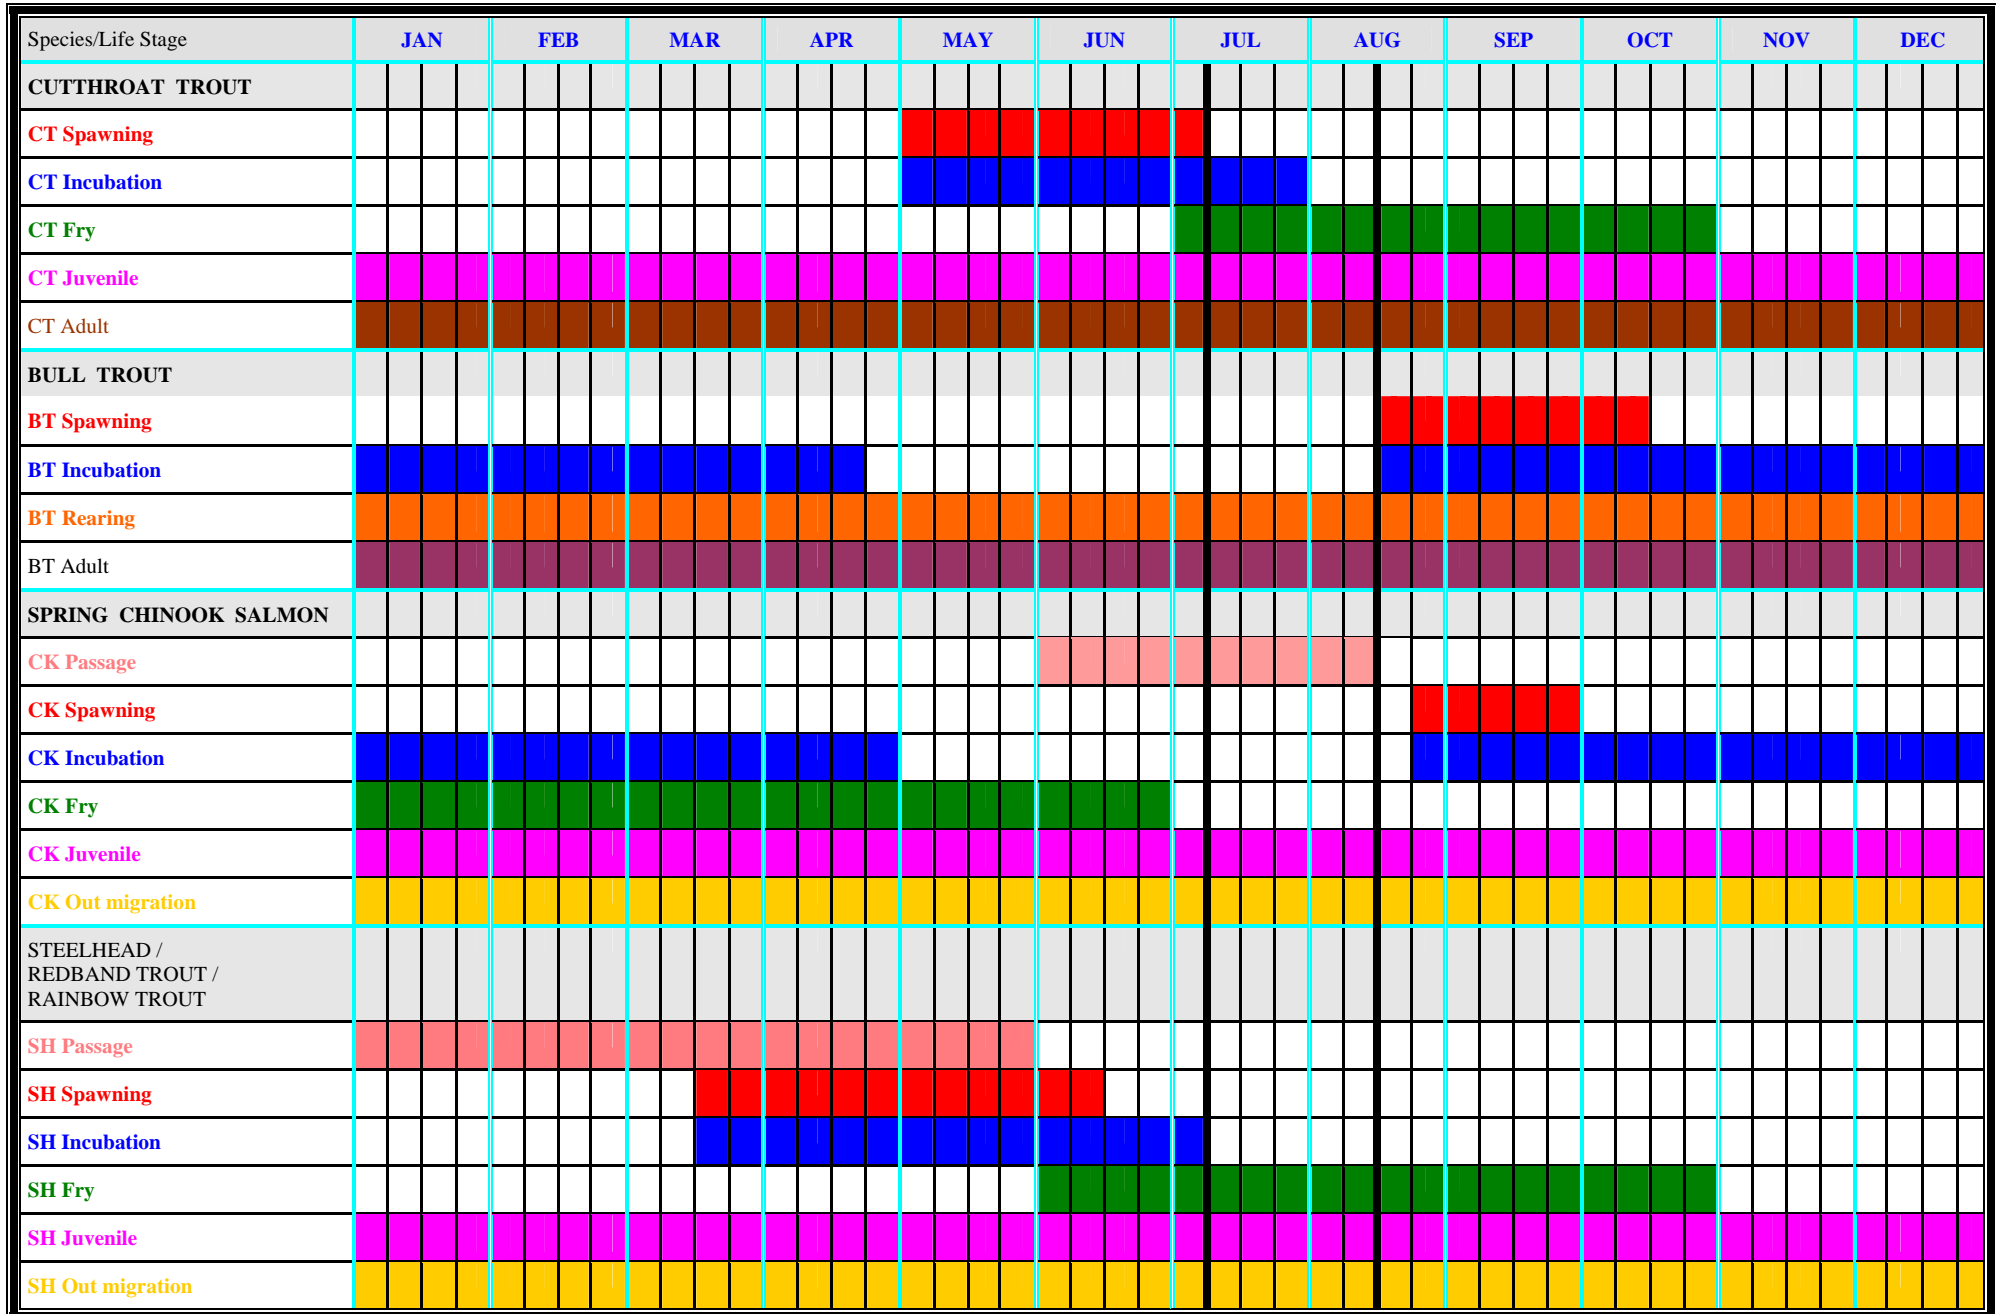 Species/Life Stage JAN FEB MAR APR MAY JUN JUL AUG SEP OCT NOV DEC
CUTTHROAT TROUT
CT Spawning
CT Incubation
CT Fry
CT Juvenile
CT Adult
BULL TROUT
BT Spawning
BT Incubation
BT Rearing
BT Adult
SPRING CHINOOK SALMON
CK Passage
CK Spawning
CK Incubation
CK Fry
CK Juvenile
CK Out migration
STEELHEAD /
REDBAND TROUT /
RAINBOW TROUT
SH Passage
SH Spawning
SH Incubation
SH Fry
SH Juvenile
SH Out migration